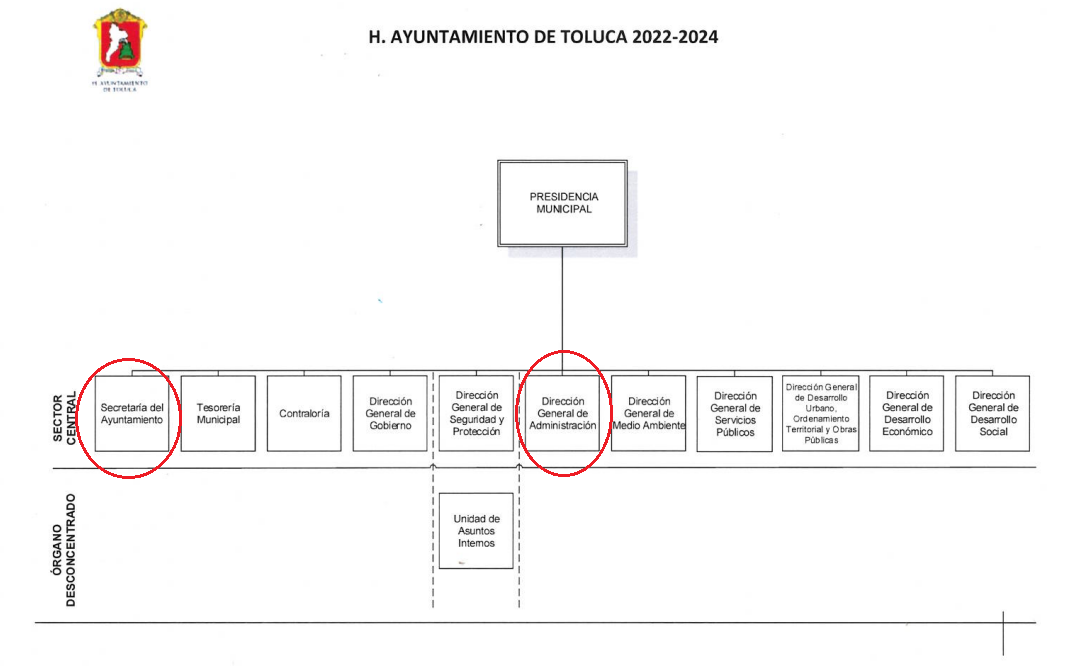 H. AYUNTAMIENTO DE TOLUCA 2022-2024
H. AYUNTAMIENTO
DE TOLUCA
PRESIDENCIA
MUNICIPAL
SECTOR
CENTRAL
Secretaría del
Ayuntamiento
Tesorería
Municipal
Contraloría
Dirección
General de
Gobierno
Dirección
General de
Seguridad y
Protección
Dirección
General de
Administración
Dirección
General de
Medio Ambiente
Dirección
General de
Servicios
Públicos
Dirección General
de Desarrollo
Urbano,
Ordenamiento
Territorial y Obras
Públicas
Dirección
General de
Desarrollo
Económico
Dirección
General de
Desarrollo
Social
ÓRGANO
DESCONCENTRADO
Unidad de
Asuntos
Internos